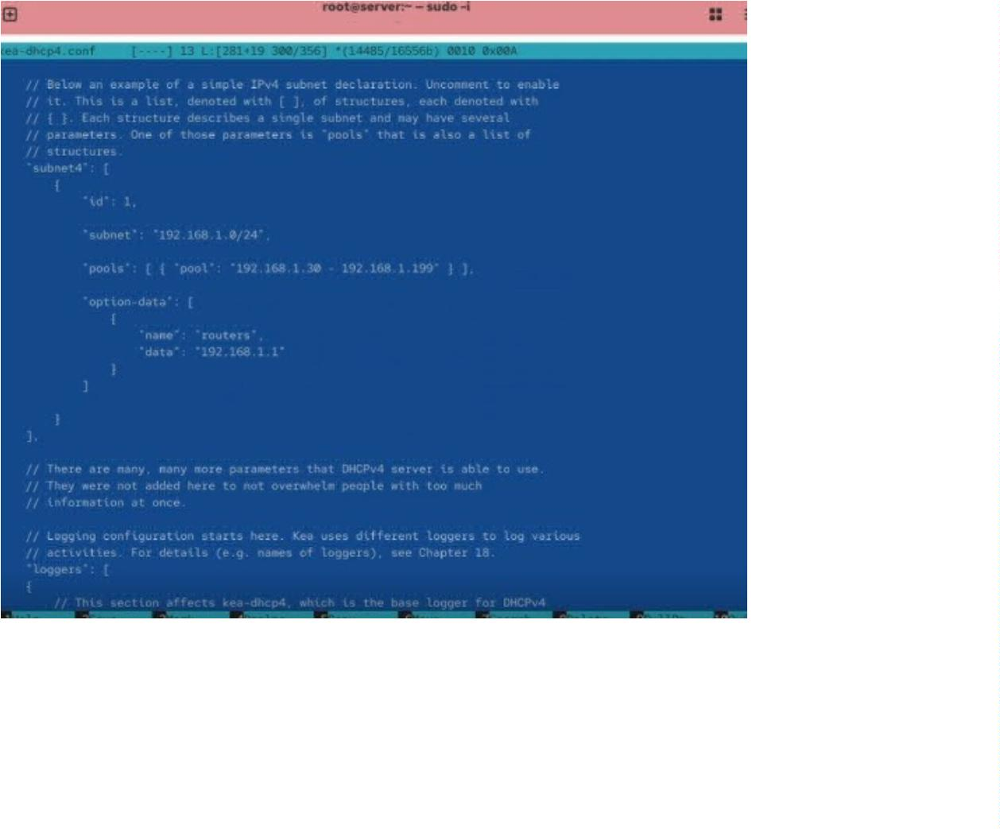 root@server:~ – sudo -i
kea-dhcp4.conf [----] 13 L:[281+19 300/356] *(14485/16556b) 0010 0x00A
// Below an example of a simple IPv4 subnet declaration. Uncomment to enable
// it. This is a list, denoted with [ ], of structures, each denoted with
// { }. Each structure describes a single subnet and may have several
// parameters. One of those parameters is "pools" that is also a list of
// structures.
"subnet4": [
{
"id": 1,
"subnet": "192.168.1.0/24",
"pools": [ { "pool": "192.168.1.30 - 192.168.1.199" } ],
"option-data": [
{
"name": "routers",
"data": "192.168.1.1"
}
]
}
],
// There are many, many more parameters that DHCPv4 server is able to use.
// They were not added here to not overwhelm people with too much
// information at once.
// Logging configuration starts here. Kea uses different loggers to log various
// activities. For details (e.g. names of loggers), see Chapter 18.
"loggers": [
{
// This section affects kea-dhcp4, which is the base logger for DHCPv4